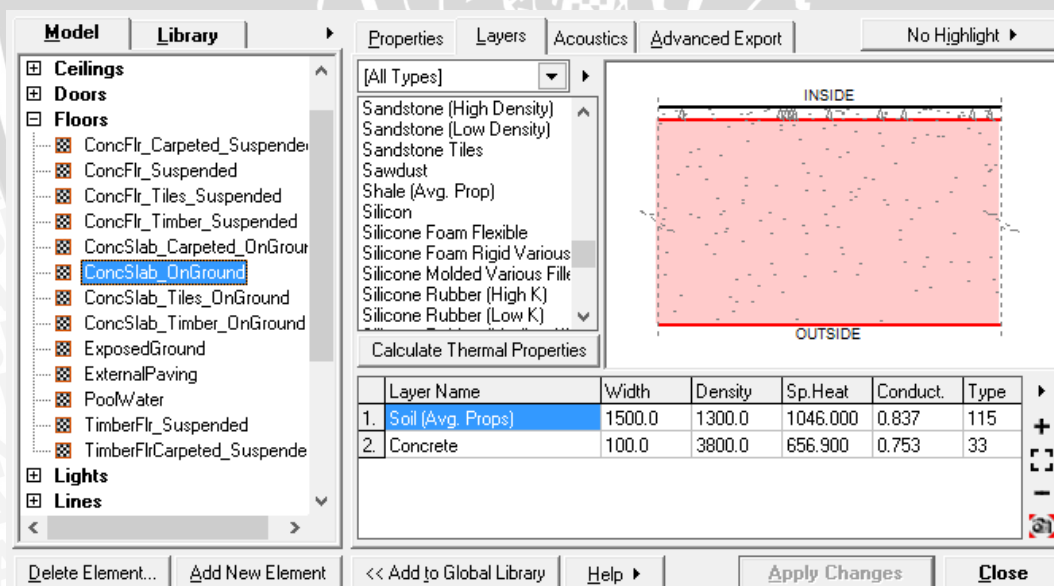 Model
Library
Ceilings
Doors
Floors
ConcFlr_Carpeted_Suspende
ConcFlr_Suspended
ConcFlr_Tiles_Suspended
ConcFlr_Timber_Suspended
ConcSlab_Carpeted_OnGroun
ConcSlab_OnGround
ConcSlab_Tiles_OnGround
ConcSlab_Timber_OnGround
ExposedGround
ExternalPaving
PoolWater
TimberFlr_Suspended
TimberFlrCarpeted_Suspende
Lights
Lines
Delete Element...
Add New Element
Properties
Layers
Acoustics
Advanced Export
No Highlight
[All Types]
Sandstone (High Density)
Sandstone (Low Density)
Sandstone Tiles
Sawdust
Shale (Avg. Prop)
Silicon
Silicone Foam Flexible
Silicone Foam Rigid Various
Silicone Molded Various Fille
Silicone Rubber (High K)
Silicone Rubber (Low K)
Calculate Thermal Properties
INSIDE
OUTSIDE
Layer Name Width Density Sp.Heat Conduct. Type
1. Soil (Avg. Props) 1500.0 1300.0 1046.000 0.837 115
2. Concrete 100.0 3800.0 656.900 0.753 33
<< Add to Global Library
Help
Apply Changes
Close